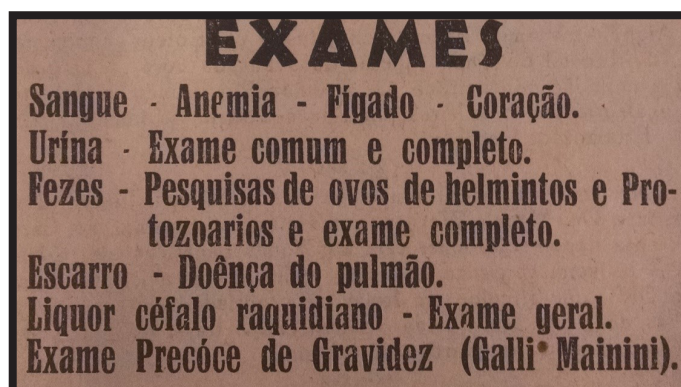 EXAMES
Sangue - Anemia - Fígado - Coração.
Urína - Exame comum e completo.
Fezes - Pesquisas de ovos de helmintos e Pro-
tozoarios e exame completo.
Escarro - Doênça do pulmão.
Liquor céfalo raquidiano - Exame geral.
Exame Precóce de Gravidez (Galli Mainini).